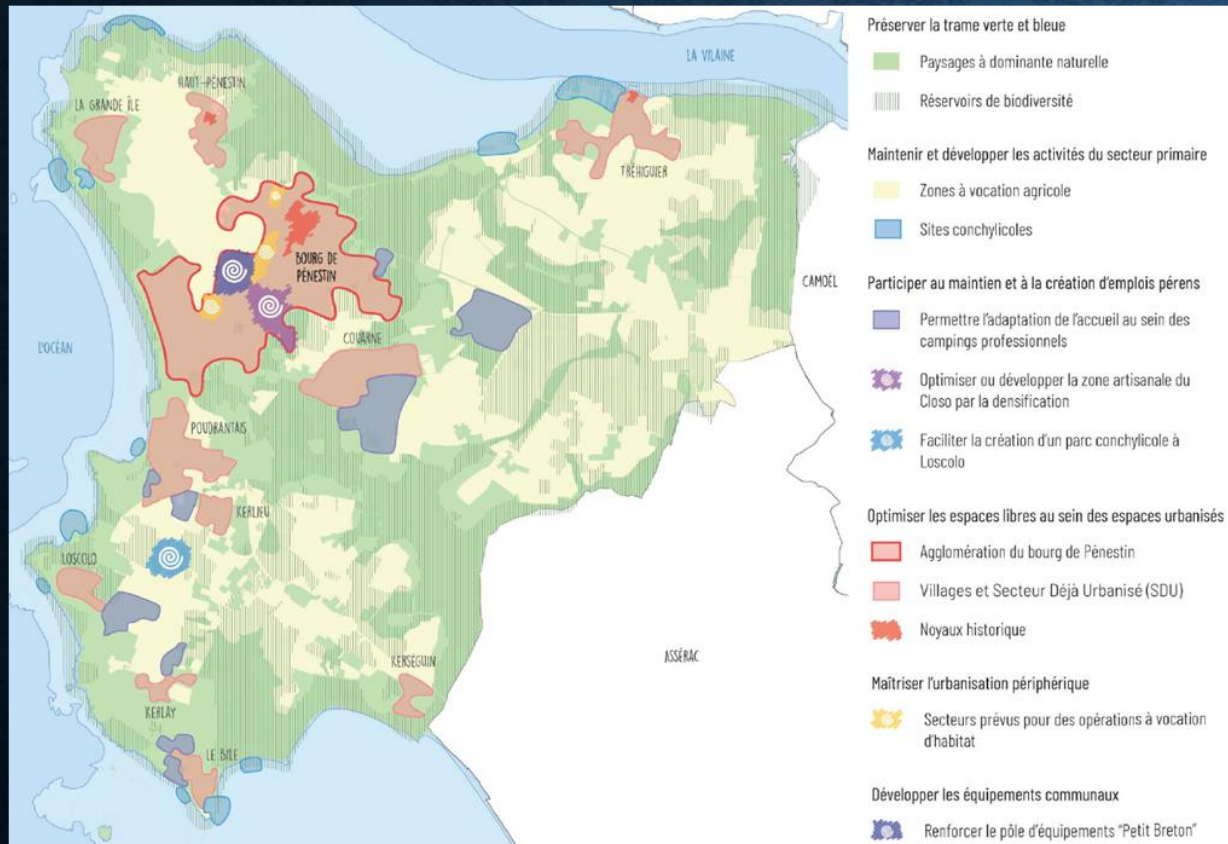 LA VILAINE
HAUT-PÉNESTIN
LA GRANDE ÎLE
TRÉHIGUIER
BOURG DE
PÉNESTIN
CAMOËL
L'OCÉAN
COUARNE
POUDRANTAIS
KERLIEU
LOSCOLO
ASSÉRAC
KERSÉGUIN
KERLAY
LE BILE
Préserver la trame verte et bleue
Paysages à dominante naturelle
Réservoirs de biodiversité
Maintenir et développer les activités du secteur primaire
Zones à vocation agricole
Sites conchylicoles
Participer au maintien et à la création d'emplois pérens
Permettre l'adaptation de l'accueil au sein des
campings professionnels
Optimiser ou développer la zone artisanale du
Closo par la densification
Faciliter la création d'un parc conchylicole à
Loscolo
Optimiser les espaces libres au sein des espaces urbanisés
Agglomération du bourg de Pénestin
Villages et Secteur Déjà Urbanisé (SDU)
Noyaux historique
Maîtriser l'urbanisation périphérique
Secteurs prévus pour des opérations à vocation
d'habitat
Développer les équipements communaux
Renforcer le pôle d'équipements "Petit Breton"